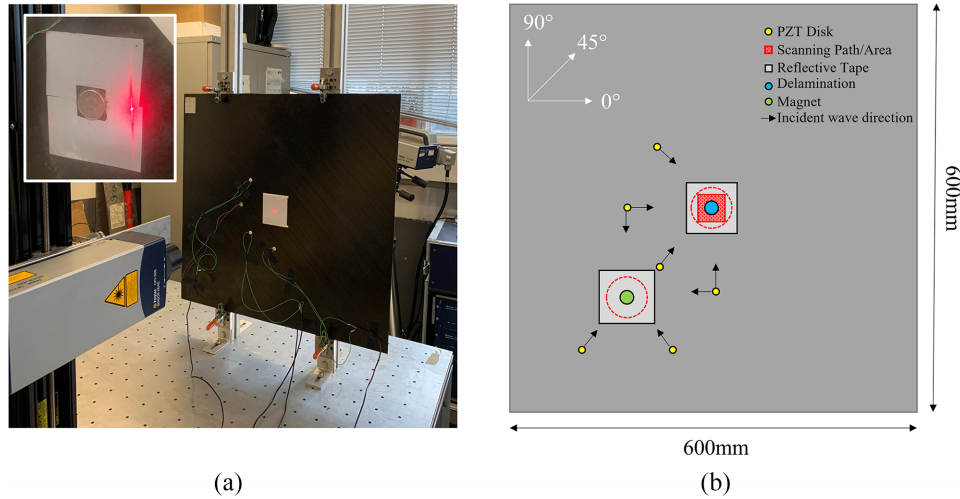 90°
45°
0°
PZT Disk
Scanning Path/Area
Reflective Tape
Delamination
Magnet
Incident wave direction
600mm
600mm
(a)
(b)